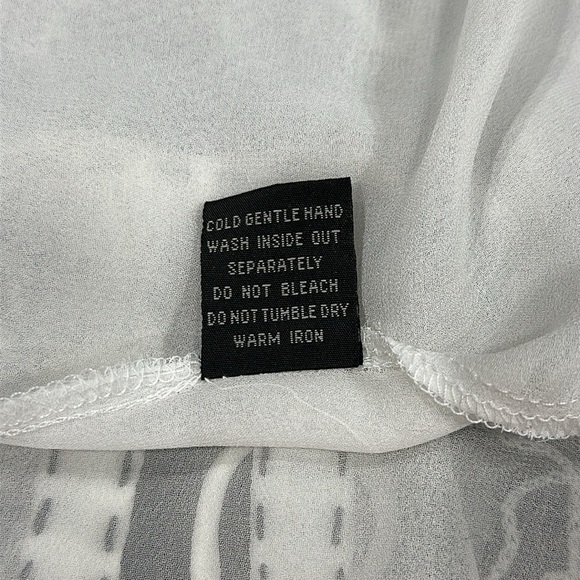 COLD GENTLE HAND
WASH INSIDE OUT
SEPARATELY
DO NOT BLEACH
DO NOT TUMBLE DRY
WARM IRON